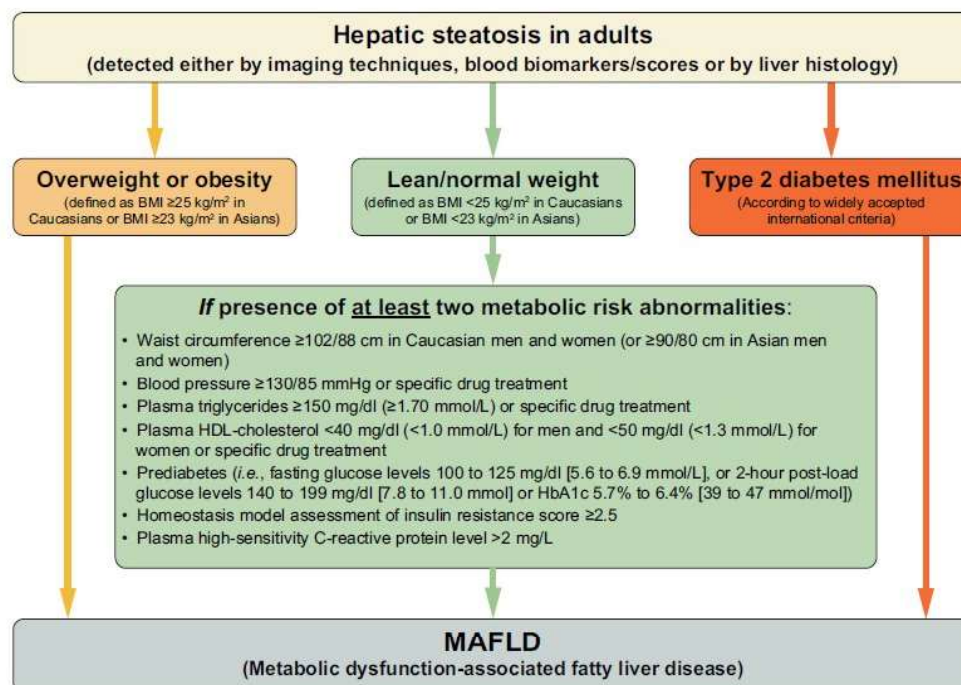 Hepatic steatosis in adults
(detected either by imaging techniques, blood biomarkers/scores or by liver histology)
Overweight or obesity
(defined as BMI ≥25 kg/m² in
Caucasians or BMI ≥23 kg/m² in Asians)
Lean/normal weight
(defined as BMI <25 kg/m² in Caucasians
or BMI <23 kg/m² in Asians)
Type 2 diabetes mellitus
(According to widely accepted
international criteria)
If presence of at least two metabolic risk abnormalities:
• Waist circumference ≥102/88 cm in Caucasian men and women (or ≥90/80 cm in Asian men
and women)
• Blood pressure ≥130/85 mmHg or specific drug treatment
• Plasma triglycerides ≥150 mg/dl (≥1.70 mmol/L) or specific drug treatment
• Plasma HDL-cholesterol <40 mg/dl (<1.0 mmol/L) for men and <50 mg/dl (<1.3 mmol/L) for
women or specific drug treatment
• Prediabetes (i.e., fasting glucose levels 100 to 125 mg/dl [5.6 to 6.9 mmol/L], or 2-hour post-load
glucose levels 140 to 199 mg/dl [7.8 to 11.0 mmol] or HbA1c 5.7% to 6.4% [39 to 47 mmol/mol])
• Homeostasis model assessment of insulin resistance score ≥2.5
• Plasma high-sensitivity C-reactive protein level >2 mg/L
MAFLD
(Metabolic dysfunction-associated fatty liver disease)